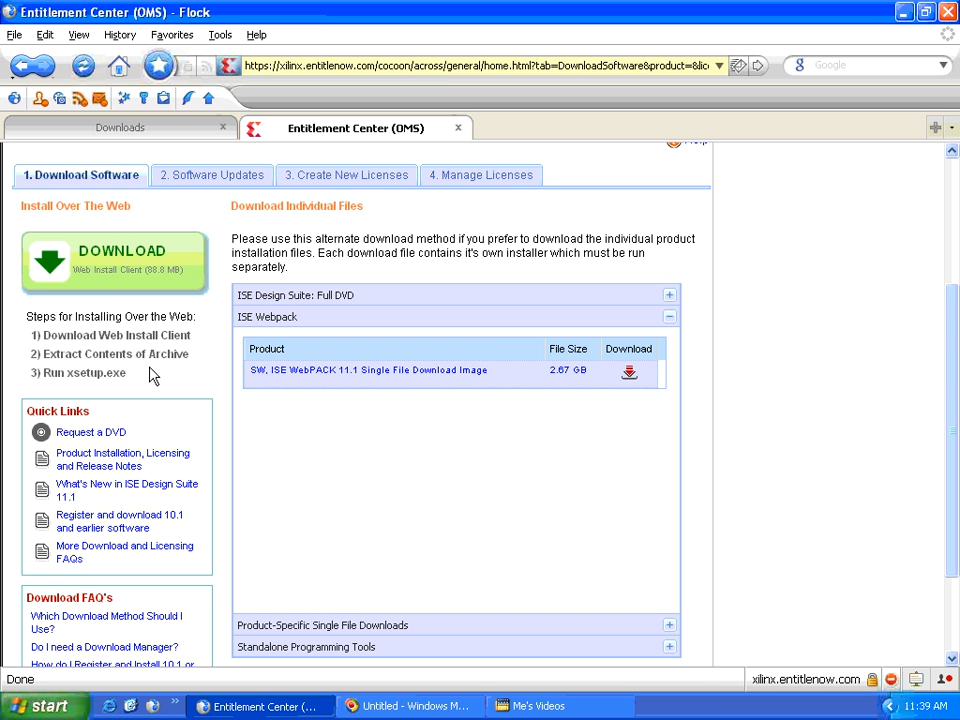 Entitlement Center (OMS) - Flock
File Edit View History Favorites Tools Help
https://xilinx.entitlenow.com/cocoon/across/general/home.html?tab=DownloadSoftware&product=&lic
Google
Downloads
Entitlement Center (OMS)
1. Download Software
2. Software Updates
3. Create New Licenses
4. Manage Licenses
Install Over The Web
DOWNLOAD
Web Install Client (88.8 MB)
Steps for Installing Over the Web:
1) Download Web Install Client
2) Extract Contents of Archive
3) Run xsetup.exe
Quick Links
Request a DVD
Product Installation, Licensing
and Release Notes
What's New in ISE Design Suite
11.1
Register and download 10.1
and earlier software
More Download and Licensing
FAQs
Download FAQ's
Which Download Method Should I
Use?
Do I need a Download Manager?
How do I Register and Install 10.1 or
Download Individual Files
Please use this alternate download method if you prefer to download the individual product
installation files. Each download file contains it's own installer which must be run
separately.
ISE Design Suite: Full DVD
ISE Webpack
Product File Size Download
SW, ISE WebPACK 11.1 Single File Download Image 2.67 GB
Product-Specific Single File Downloads
Standalone Programming Tools
Done
xilinx.entitlenow.com
start
Entitlement Center (...
Untitled - Windows M...
Me's Videos
11:39 AM